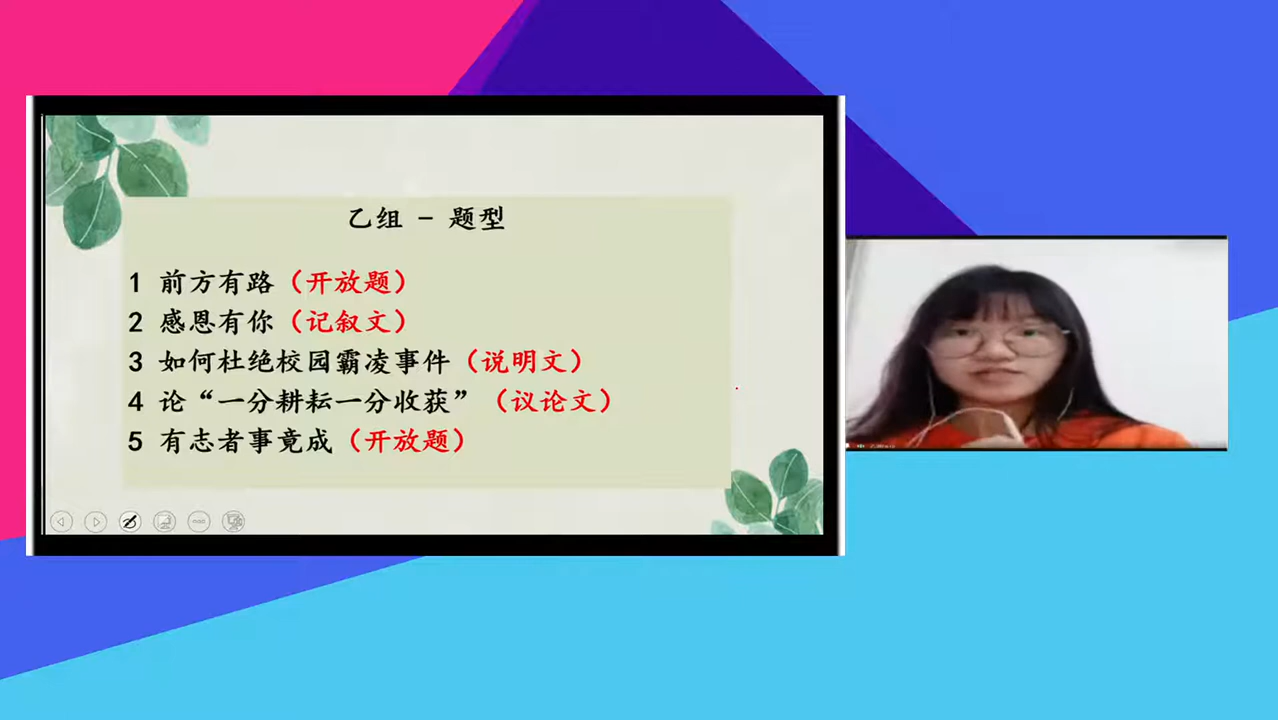 乙组 - 题型
1 前方有路（开放题）
2 感恩有你（记叙文）
3 如何杜绝校园霸凌事件（说明文）
4 论“一分耕耘一分收获”（议论文）
5 有志者事竟成（开放题）